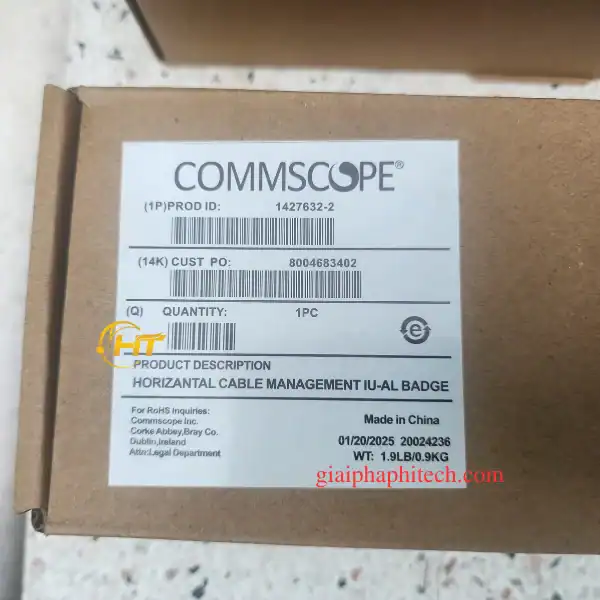 COMMSCOPE®
(1P)PROD ID: 1427632-2
(14K) CUST PO: 8004683402
(Q) QUANTITY: 1PC
HT
PRODUCT DESCRIPTION
HORIZANTAL CABLE MANAGEMENT IU-AL BADGE
For RoHS Inquiries:
Commscope Inc.
Corke Abbey,Bray Co.
Dublin,Ireland
Attn:Legal Department
Made in China
01/20/2025 20024236
WT: 1.9LB/0.9KG
giaiphaphitech.com